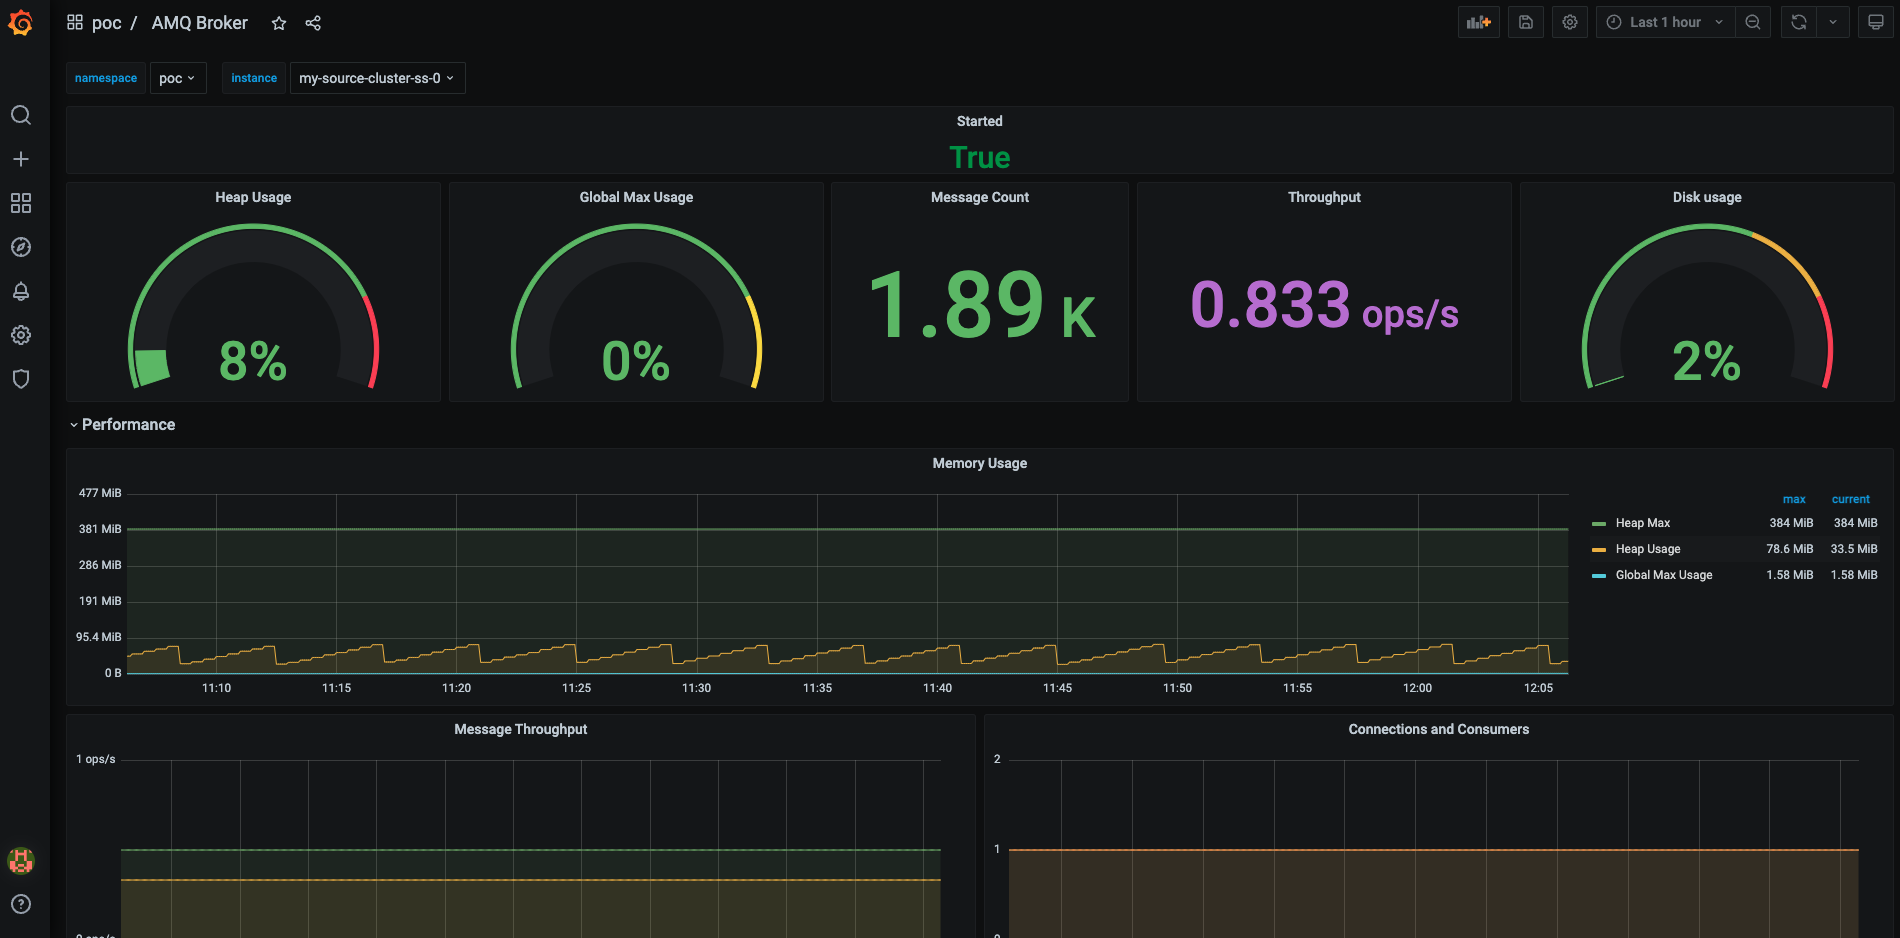 poc / AMQ Broker
Last 1 hour
namespace poc instance my-source-cluster-ss-0
Started
True
Heap Usage
8%
Global Max Usage
0%
Message Count
1.89 K
Throughput
0.833 ops/s
Disk usage
2%
Performance
Memory Usage
477 MiB
381 MiB
286 MiB
191 MiB
95.4 MiB
0 B
11:10 11:15 11:20 11:25 11:30 11:35 11:40 11:45 11:50 11:55 12:00 12:05
max current
Heap Max 384 MiB 384 MiB
Heap Usage 78.6 MiB 33.5 MiB
Global Max Usage 1.58 MiB 1.58 MiB
Message Throughput
1 ops/s
Connections and Consumers
2
1